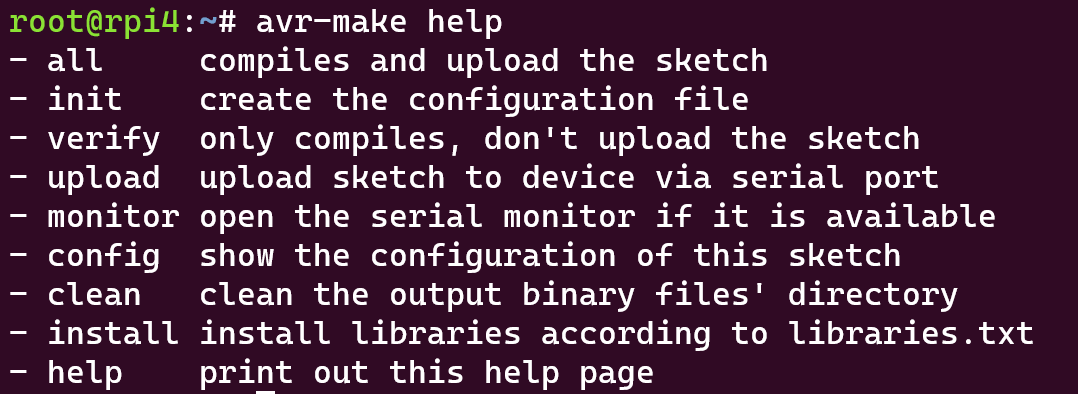 root@rpi4:~# avr-make help
- all     compiles and upload the sketch
- init    create the configuration file
- verify  only compiles, don't upload the sketch
- upload  upload sketch to device via serial port
- monitor open the serial monitor if it is available
- config  show the configuration of this sketch
- clean   clean the output binary files' directory
- install install libraries according to libraries.txt
- help    print out this help page